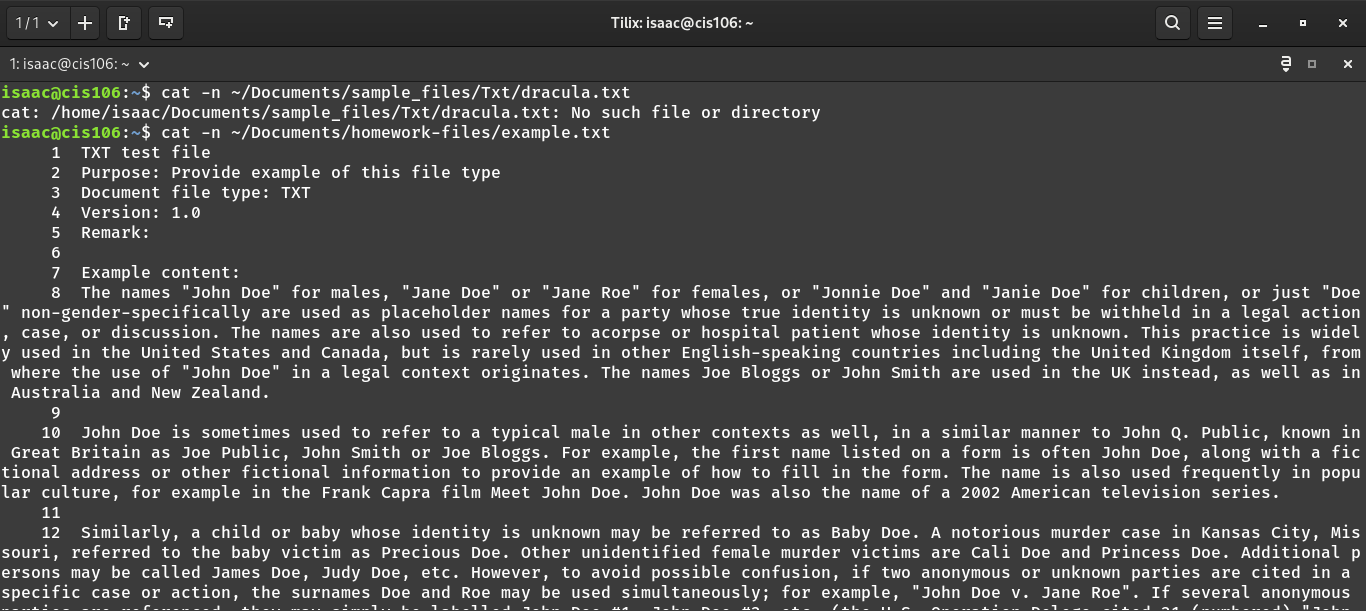 1 / 1
Tilix: isaac@cis106: ~
1: isaac@cis106: ~
isaac@cis106:~$ cat -n ~/Documents/sample_files/Txt/dracula.txt
cat: /home/isaac/Documents/sample_files/Txt/dracula.txt: No such file or directory
isaac@cis106:~$ cat -n ~/Documents/homework-files/example.txt
     1  TXT test file
     2  Purpose: Provide example of this file type
     3  Document file type: TXT
     4  Version: 1.0
     5  Remark:
     6
     7  Example content:
     8  The names "John Doe" for males, "Jane Doe" or "Jane Roe" for females, or "Jonnie Doe" and "Janie Doe" for children, or just "Doe
" non-gender-specifically are used as placeholder names for a party whose true identity is unknown or must be withheld in a legal action
, case, or discussion. The names are also used to refer to acorpse or hospital patient whose identity is unknown. This practice is widel
y used in the United States and Canada, but is rarely used in other English-speaking countries including the United Kingdom itself, from
 where the use of "John Doe" in a legal context originates. The names Joe Bloggs or John Smith are used in the UK instead, as well as in
 Australia and New Zealand.
     9
    10  John Doe is sometimes used to refer to a typical male in other contexts as well, in a similar manner to John Q. Public, known in
 Great Britain as Joe Public, John Smith or Joe Bloggs. For example, the first name listed on a form is often John Doe, along with a fic
tional address or other fictional information to provide an example of how to fill in the form. The name is also used frequently in popu
lar culture, for example in the Frank Capra film Meet John Doe. John Doe was also the name of a 2002 American television series.
    11
    12  Similarly, a child or baby whose identity is unknown may be referred to as Baby Doe. A notorious murder case in Kansas City, Mis
souri, referred to the baby victim as Precious Doe. Other unidentified female murder victims are Cali Doe and Princess Doe. Additional p
ersons may be called James Doe, Judy Doe, etc. However, to avoid possible confusion, if two anonymous or unknown parties are cited in a
specific case or action, the surnames Doe and Roe may be used simultaneously; for example, "John Doe v. Jane Roe". If several anonymous